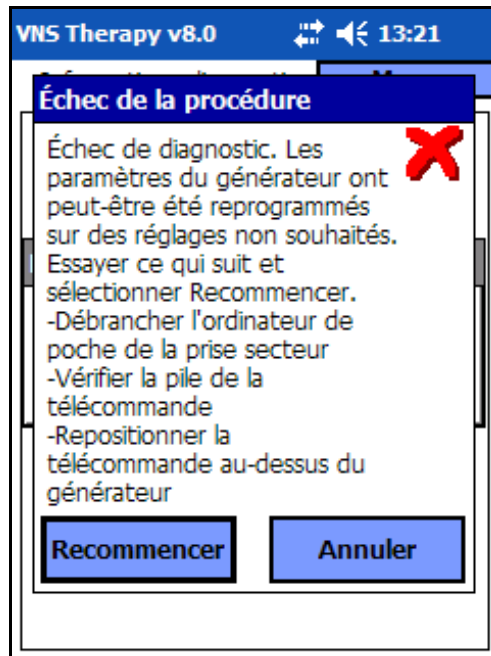 VNS Therapy v8.0 13:21
Échec de la procédure
Échec de diagnostic. Les
paramètres du générateur ont
peut-être été reprogrammés
sur des réglages non souhaités.
Essayer ce qui suit et
sélectionner Recommencer.
-Débrancher l'ordinateur de
poche de la prise secteur
-Vérifier la pile de la
télécommande
-Repositionner la
télécommande au-dessus du
générateur
Recommencer Annuler